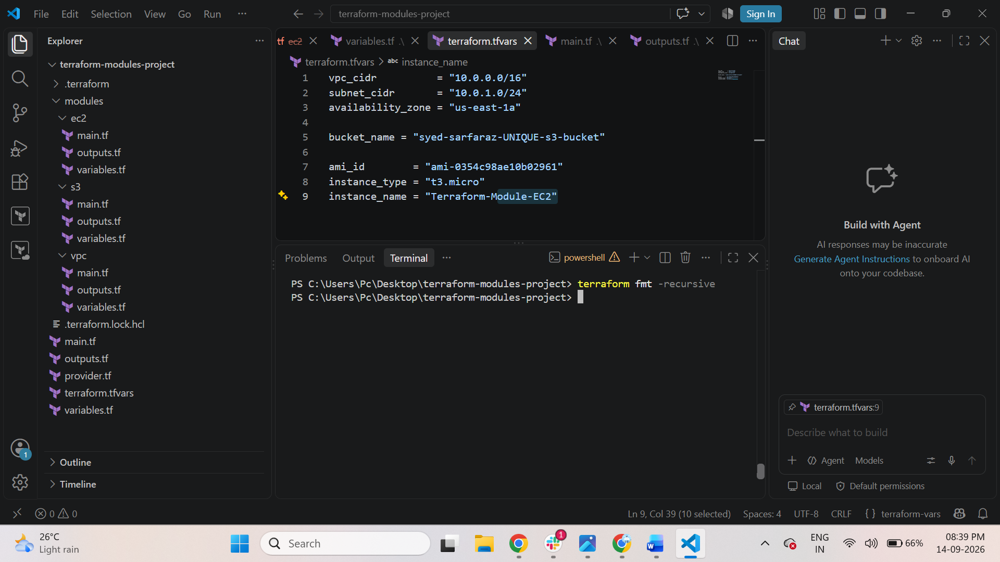 File Edit Selection View Go Run ···
terraform-modules-project
Sign In
Explorer
terraform-modules-project
.terraform
modules
ec2
main.tf
outputs.tf
variables.tf
s3
main.tf
outputs.tf
variables.tf
vpc
main.tf
outputs.tf
variables.tf
.terraform.lock.hcl
main.tf
outputs.tf
provider.tf
terraform.tfvars
variables.tf
Outline
Timeline
tf ec2 variables.tf .\ terraform.tfvars main.tf .\ outputs.tf .\
terraform.tfvars > abc instance_name
1 vpc_cidr = "10.0.0.0/16"
2 subnet_cidr = "10.0.1.0/24"
3 availability_zone = "us-east-1a"
4
5 bucket_name = "syed-sarfaraz-UNIQUE-s3-bucket"
6
7 ami_id = "ami-0354c98ae10b02961"
8 instance_type = "t3.micro"
9 instance_name = "Terraform-Module-EC2"
Problems Output Terminal ··· powershell
PS C:\Users\Pc\Desktop\terraform-modules-project> terraform fmt -recursive
PS C:\Users\Pc\Desktop\terraform-modules-project>
Chat
Build with Agent
AI responses may be inaccurate
Generate Agent Instructions to onboard AI
onto your codebase.
terraform.tfvars:9
Describe what to build
Agent Models
Local Default permissions
1
0 0
Ln 9, Col 39 (10 selected) Spaces: 4 UTF-8 CRLF { } terraform-vars
26°C
Light rain
Search
1
ENG
IN
66%
08:39 PM
14-09-2026